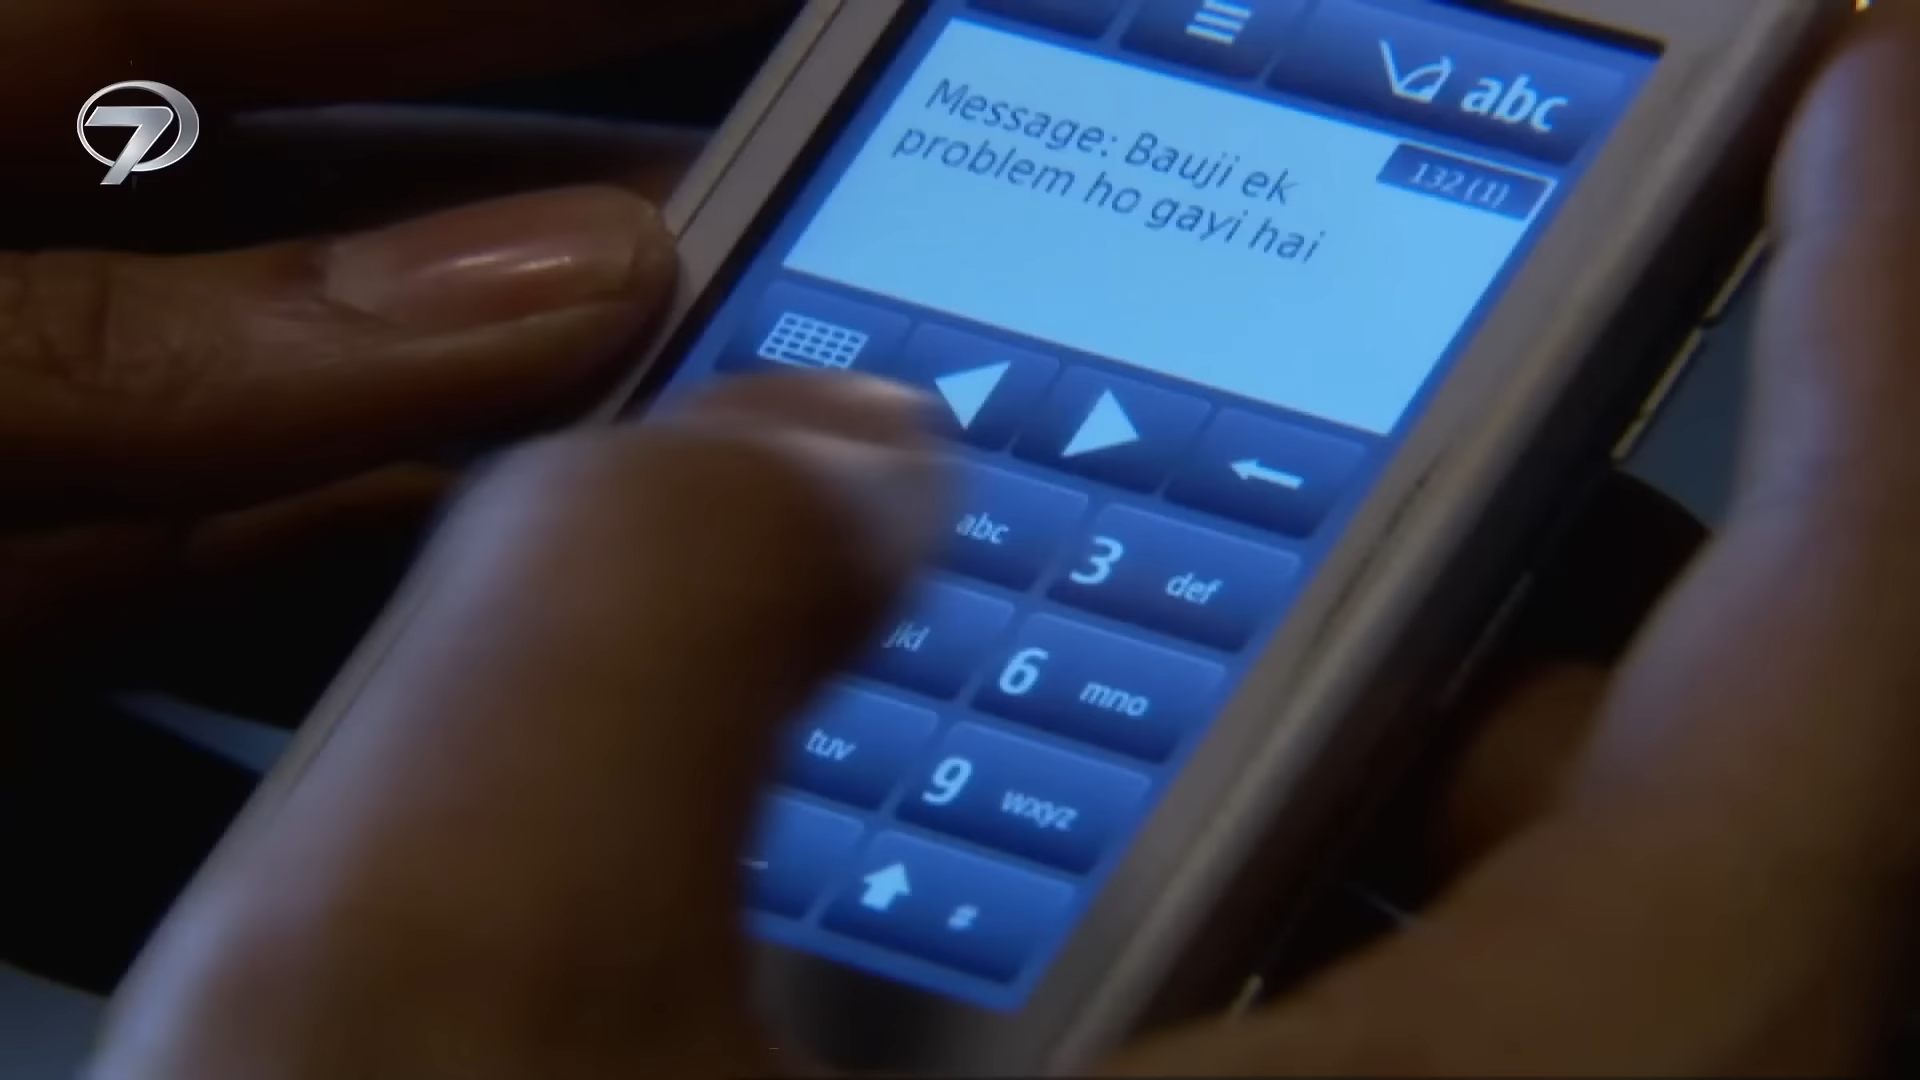 7
abc
Message: Bauji ek
problem ho gayi hai
132 (1)
abc
3 def
jkl
6 mno
tuv
9 wxyz